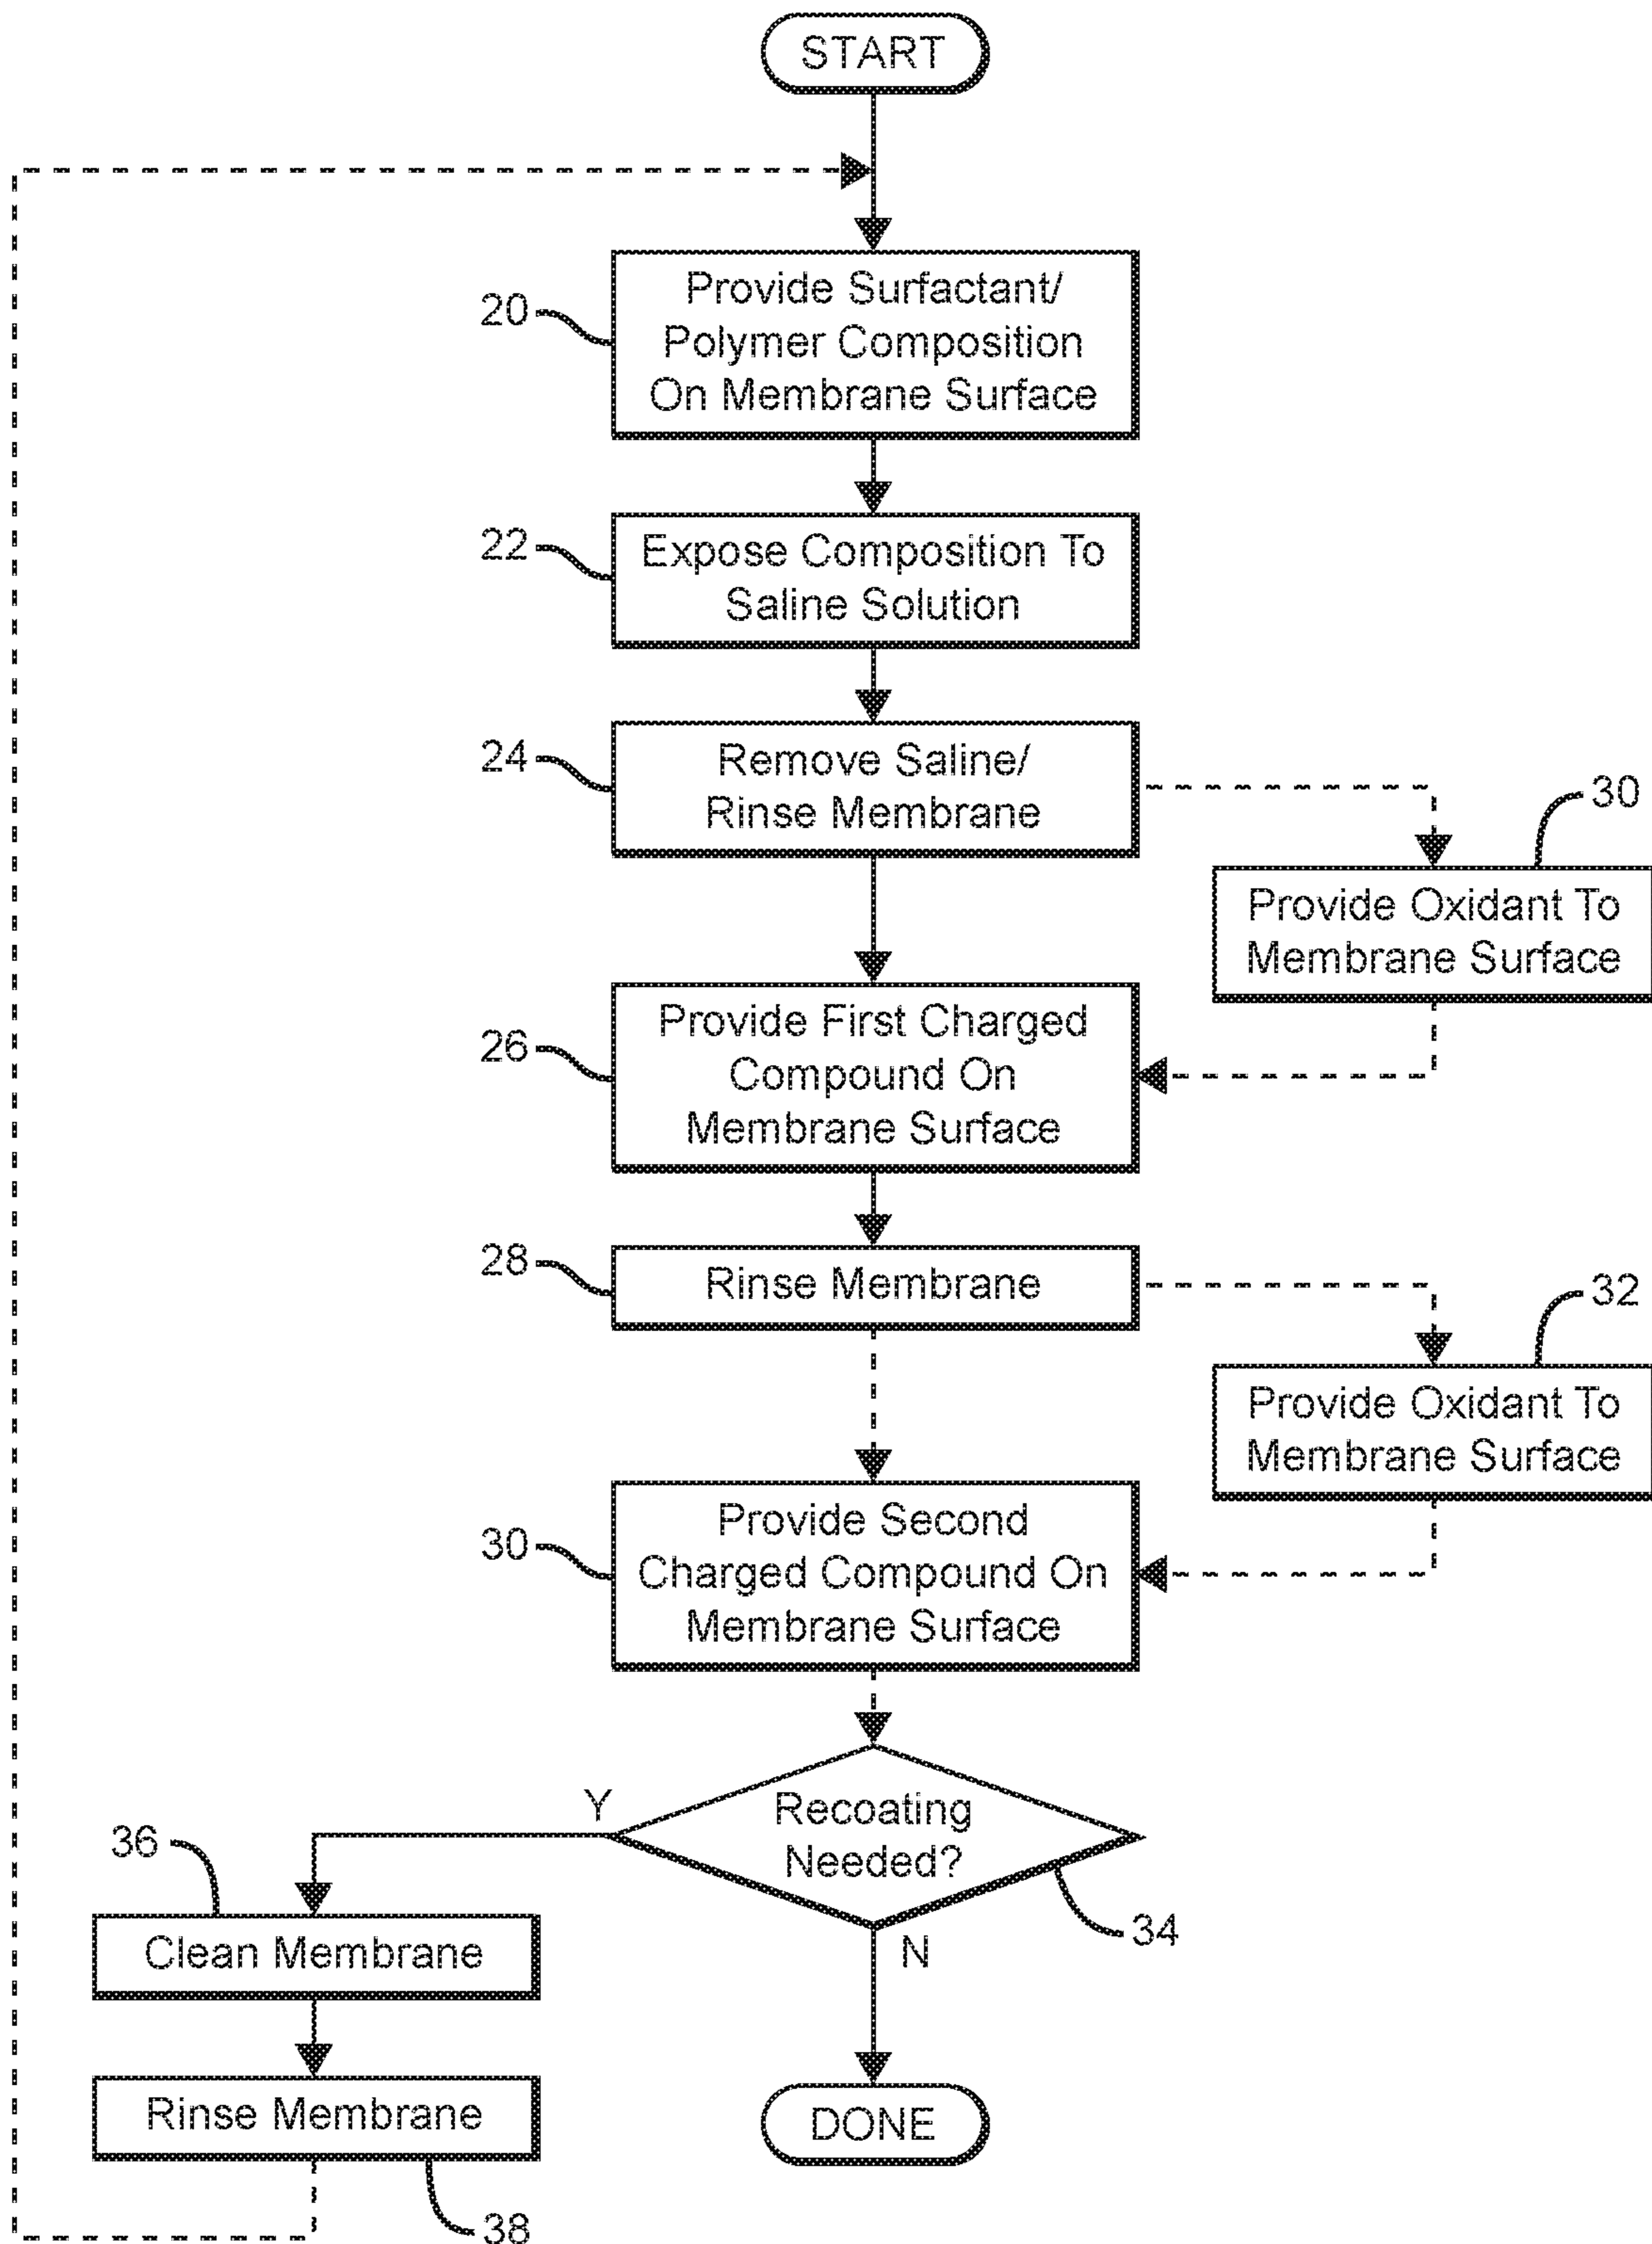 START
20
Provide Surfactant/
Polymer Composition
On Membrane Surface
22
Expose Composition To
Saline Solution
24
Remove Saline/
Rinse Membrane
30
Provide Oxidant To
Membrane Surface
26
Provide First Charged
Compound On
Membrane Surface
28
Rinse Membrane
32
Provide Oxidant To
Membrane Surface
30
Provide Second
Charged Compound On
Membrane Surface
Y
Recoating
Needed?
34
N
36
Clean Membrane
Rinse Membrane
38
DONE